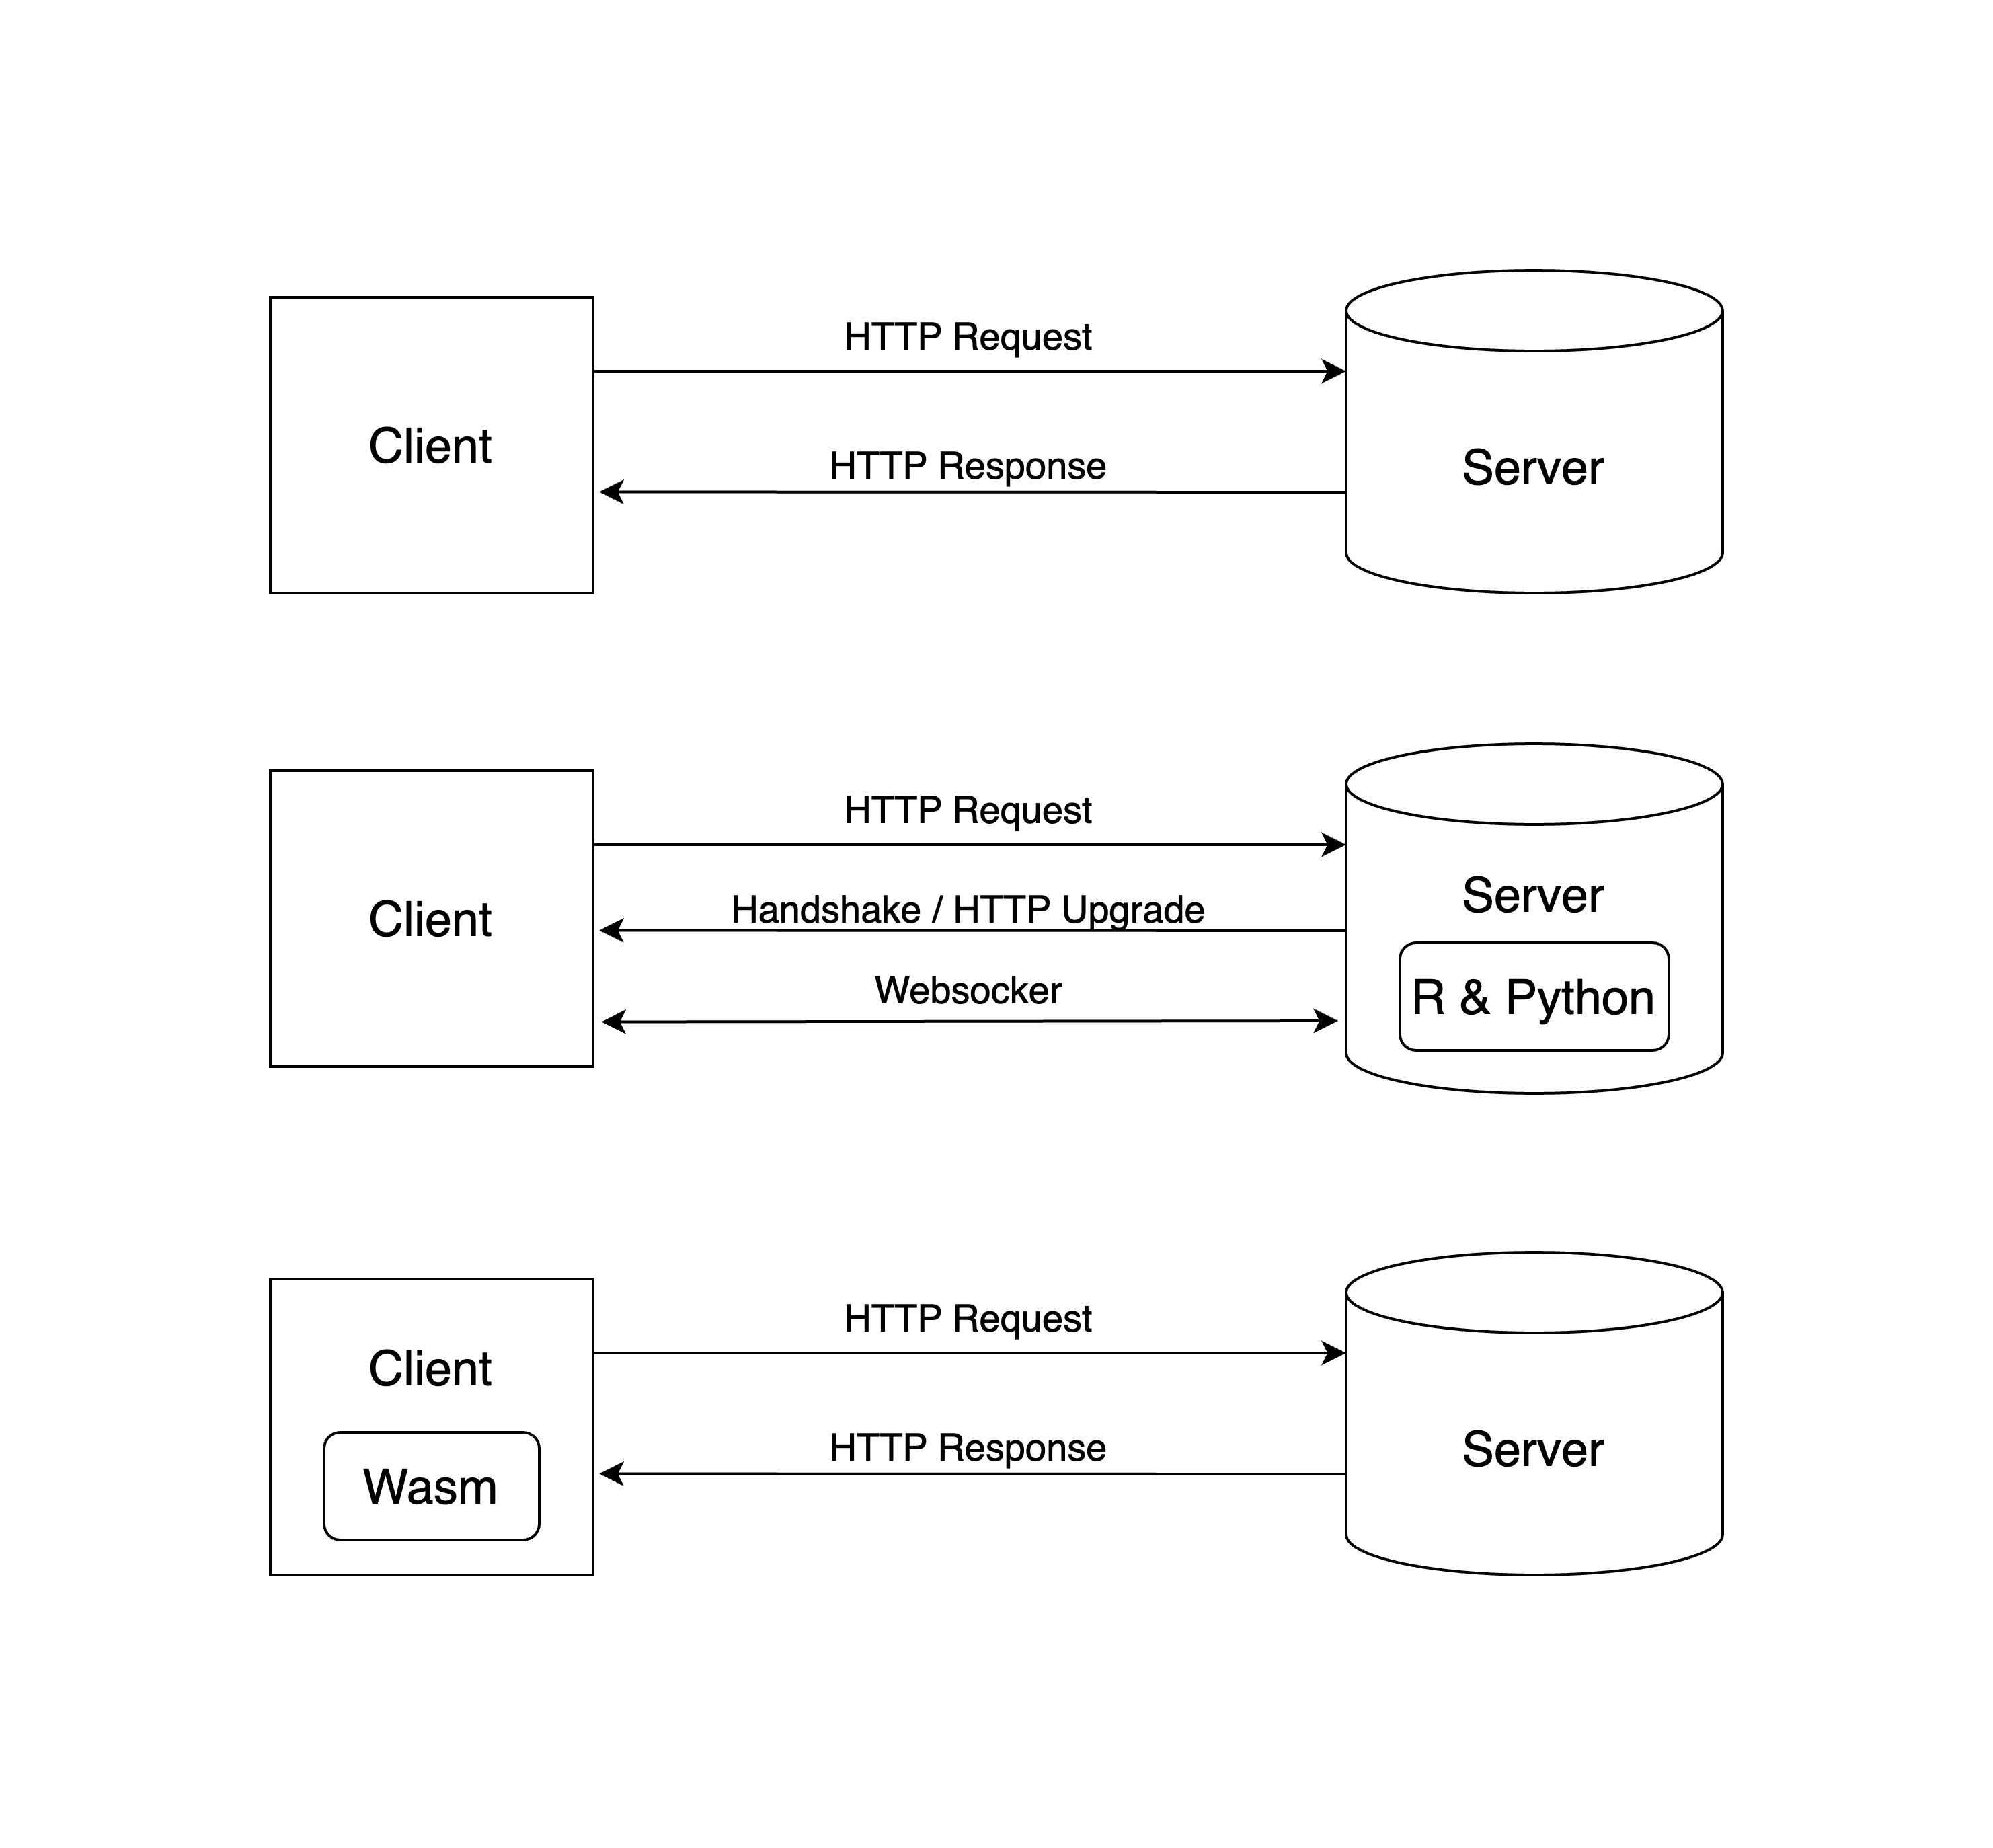 HTTP Request
Client
HTTP Response
Server
HTTP Request
Client
Handshake / HTTP Upgrade
Server
Websocker
R & Python
HTTP Request
Client
HTTP Response
Server
Wasm